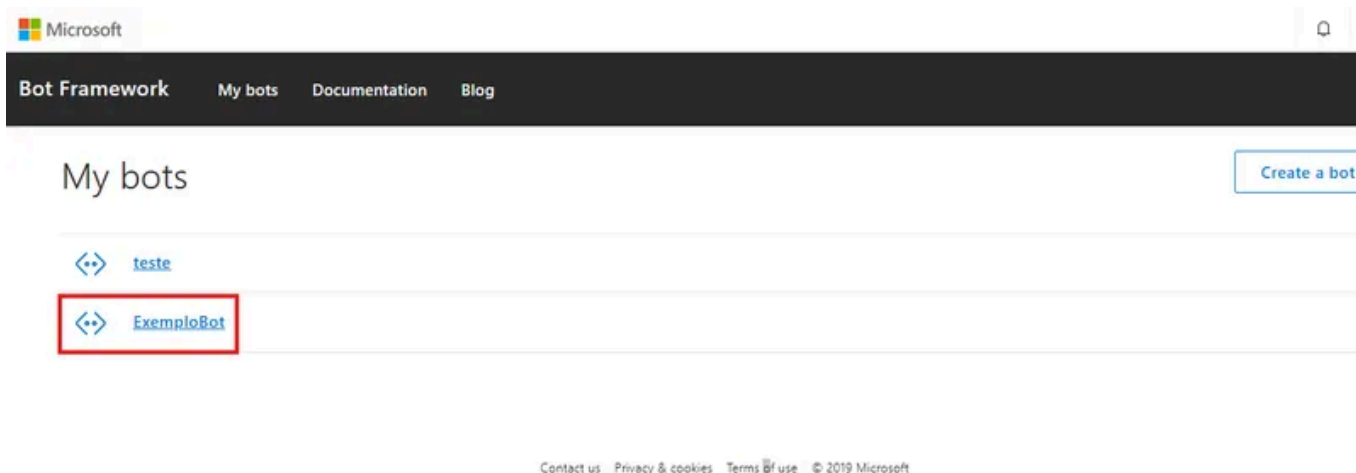 Microsoft
Bot Framework My bots Documentation Blog
My bots
Create a bot
teste
ExemploBot
Contact us Privacy & cookies Terms of use © 2019 Microsoft